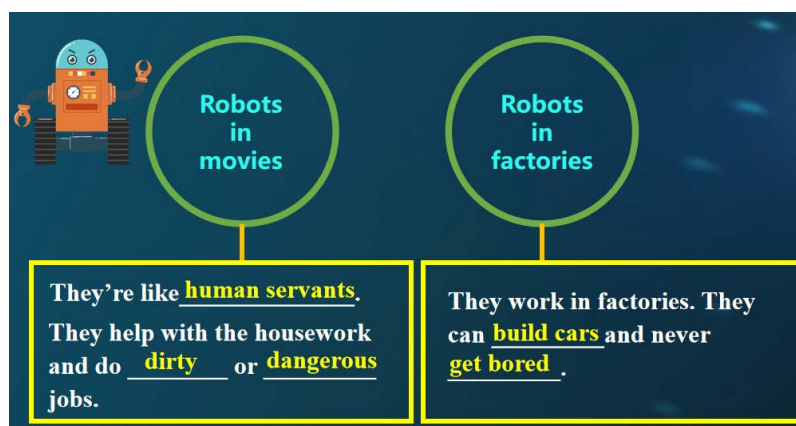 Robots
in
movies
Robots
in
factories
They're like human servants.
They help with the housework
and do dirty or dangerous
jobs.
They work in factories. They
can build cars and never
get bored.